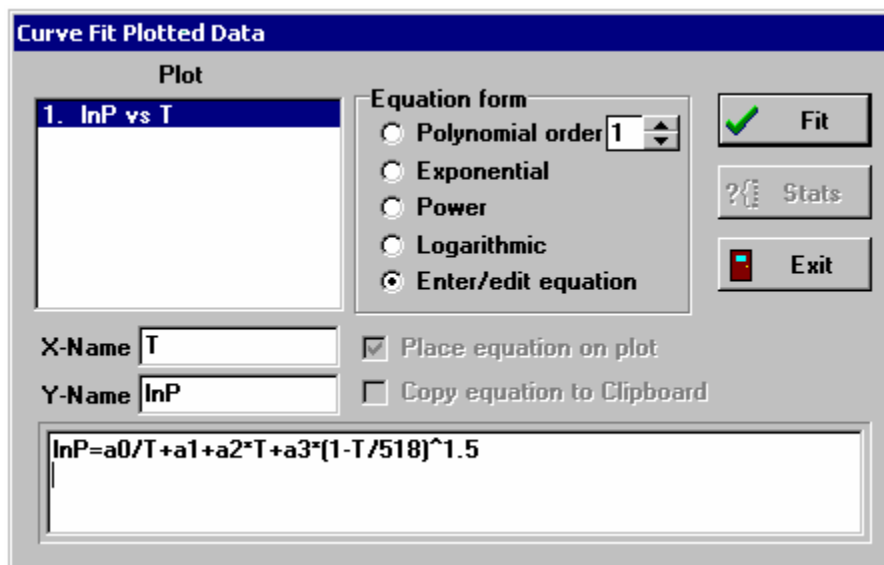 Curve Fit Plotted Data
Plot
1. lnP vs T
Equation form
Polynomial order 1
Exponential
Power
Logarithmic
Enter/edit equation
Fit
?{ Stats
Exit
X-Name T
Y-Name lnP
Place equation on plot
Copy equation to Clipboard
lnP=a0/T+a1+a2*T+a3*(1-T/518)^1.5